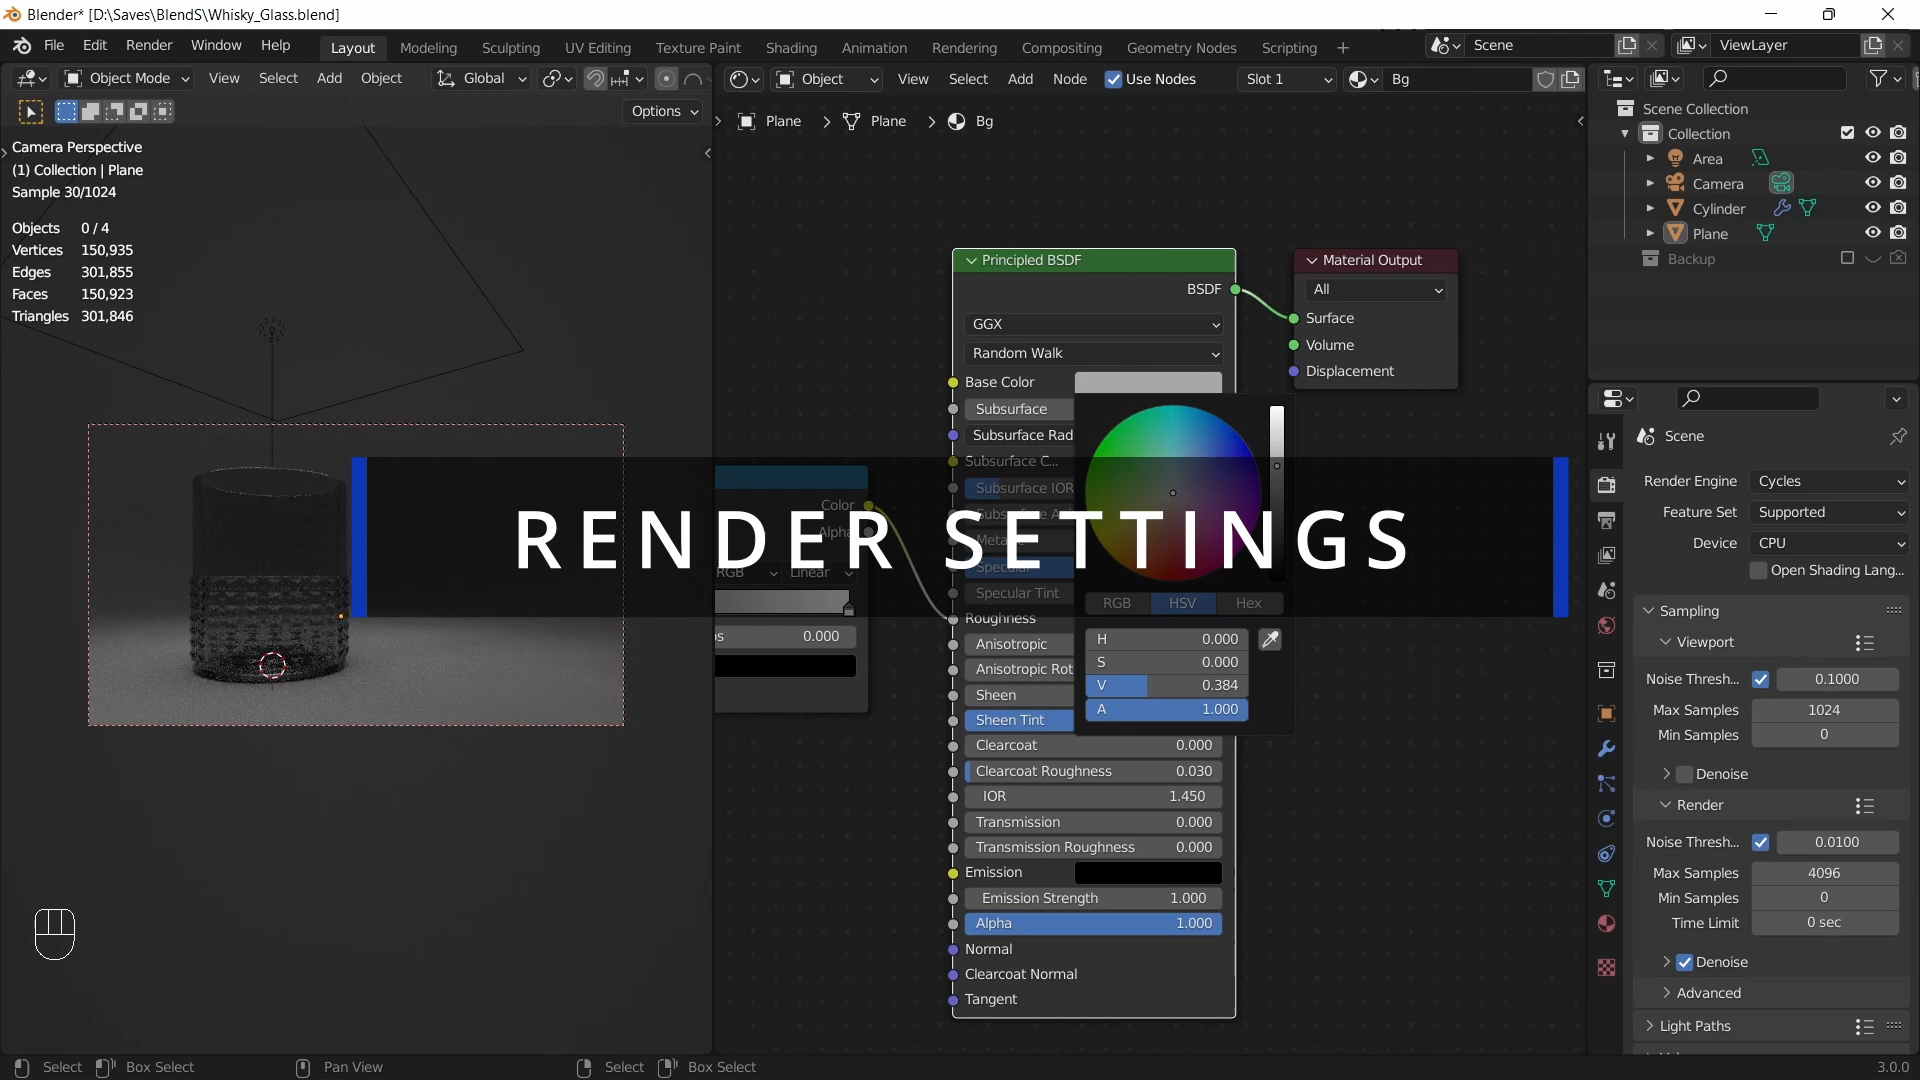 Blender* [D:\Saves\BlendS\Whisky_Glass.blend]
File Edit Render Window Help Layout Modeling Sculpting UV Editing Texture Paint Shading Animation Rendering Compositing Geometry Nodes Scripting + Scene ViewLayer
Object Mode View Select Add Object Global Object View Select Add Node Use Nodes Slot 1 Bg
Options
Plane > Plane > Bg
Camera Perspective
(1) Collection | Plane
Sample 30/1024
Objects 0/4
Vertices 150,935
Edges 301,855
Faces 150,923
Triangles 301,846
RENDER SETTINGS
Color
Alpha
RGB Linear
0.000
Principled BSDF
BSDF
GGX
Random Walk
Base Color
Subsurface
Subsurface Rad
Subsurface C...
Subsurface IOR
Specular
Specular Tint
Roughness
Anisotropic
Anisotropic Rot
Sheen
Sheen Tint
Clearcoat 0.000
Clearcoat Roughness 0.030
IOR 1.450
Transmission 0.000
Transmission Roughness 0.000
Emission
Emission Strength 1.000
Alpha 1.000
Normal
Clearcoat Normal
Tangent
RGB HSV Hex
H 0.000
S 0.000
V 0.384
A 1.000
Material Output
All
Surface
Volume
Displacement
Scene Collection
Collection
Area
Camera
Cylinder
Plane
Backup
Scene
Render Engine Cycles
Feature Set Supported
Device CPU
Open Shading Lang...
Sampling
Viewport
Noise Thresh... 0.1000
Max Samples 1024
Min Samples 0
Denoise
Render
Noise Thresh... 0.0100
Max Samples 4096
Min Samples 0
Time Limit 0 sec
Denoise
Advanced
Light Paths
Select Box Select Pan View Select Box Select 3.0.0